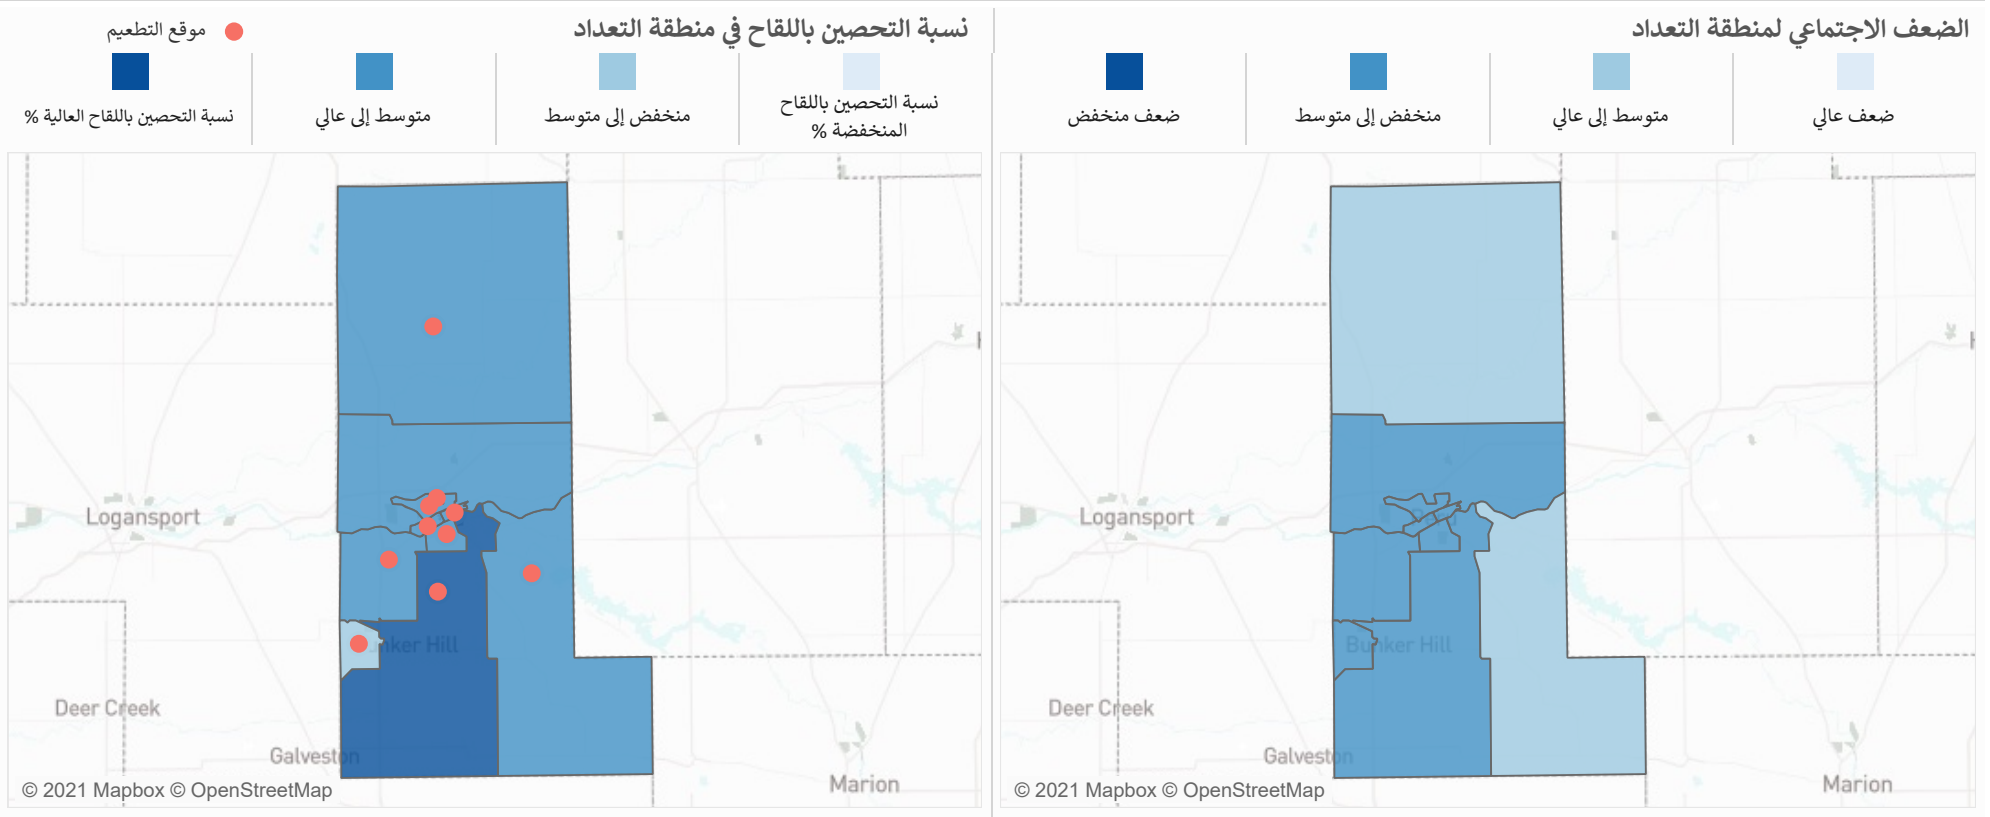 الضعف الاجتماعي لمنطقة التعداد
ضعف عالي
متوسط إلى عالي
منخفض إلى متوسط
ضعف منخفض
Logansport
Bunker Hill
Deer Creek
Galveston
Marion
© 2021 Mapbox © OpenStreetMap
نسبة التحصين باللقاح في منطقة التعداد
موقع التطعيم
نسبة التحصين باللقاح
المنخفضة %
منخفض إلى متوسط
متوسط إلى عالي
نسبة التحصين باللقاح العالية %
Logansport
Hill
Deer Creek
Galveston
Marion
© 2021 Mapbox © OpenStreetMap